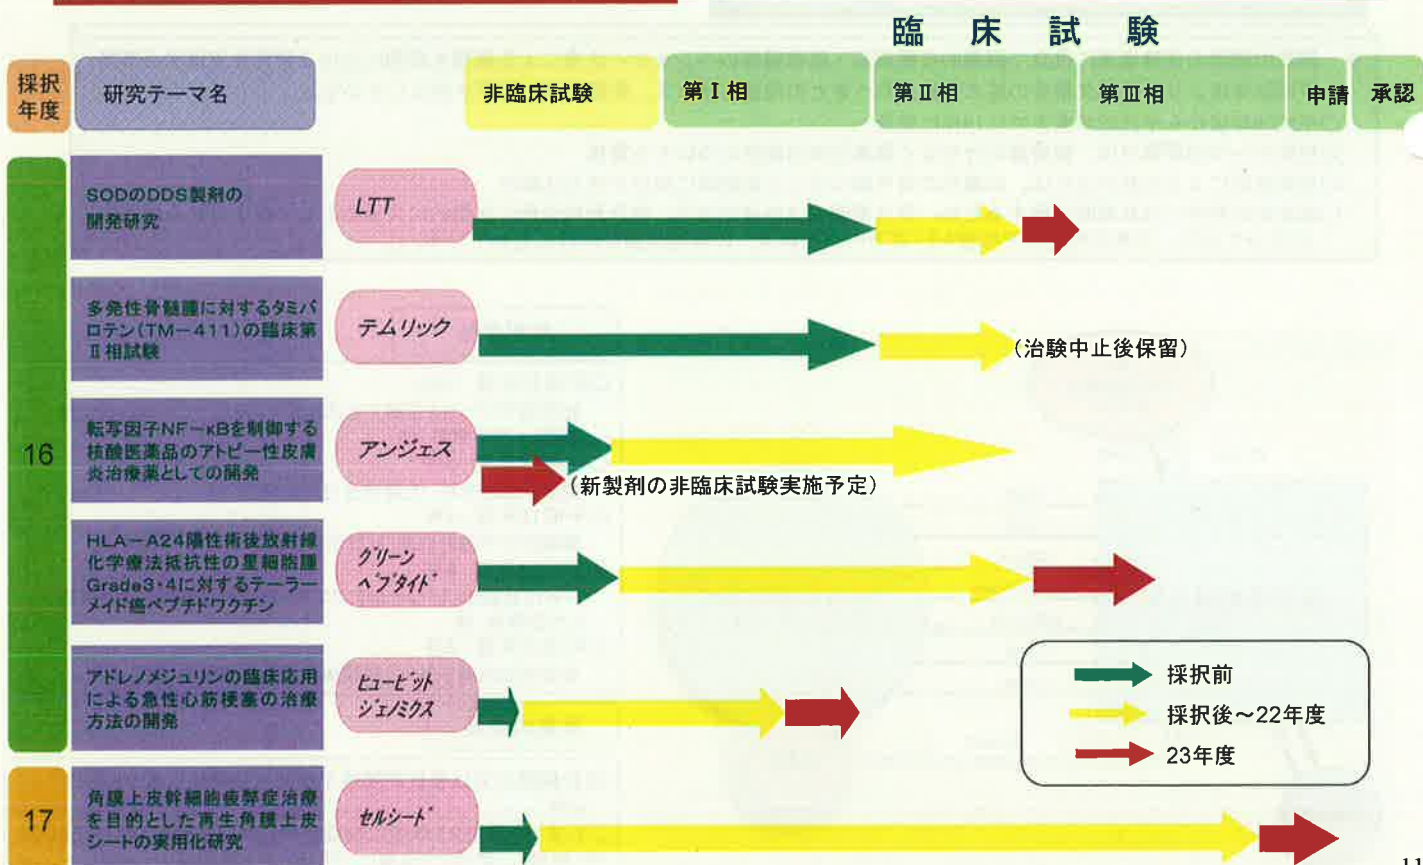 臨床試験
採択
年度
研究テーマ名
非臨床試験
第Ⅰ相
第Ⅱ相
第Ⅲ相
申請
承認
16
SODのDDS製剤の
開発研究
LTT
多発性骨髄腫に対するタミバ
ロテン(TM-411)の臨床第
Ⅱ相試験
テムリック
(治験中止後保留)
転写因子NF-κBを制御する
核酸医薬品のアトピー性皮膚
炎治療薬としての開発
アンジェス
(新製剤の非臨床試験実施予定)
HLA-A24陽性術後放射線
化学療法抵抗性の星細胞腫
Grade3・4に対するテーラー
メイド癌ペプチドワクチン
グリーン
ペプタイド
アドレノメジュリンの臨床応用
による急性心筋梗塞の治療
方法の開発
ヒュービット
ジェノミクス
採択前
採択後～22年度
23年度
17
角膜上皮幹細胞疲弊症治療
を目的とした再生角膜上皮
シートの実用化研究
セルシード
11